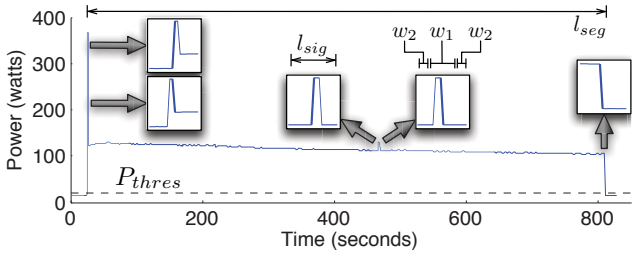 l_seg
l_sig
w_2 w_1 w_2
Power (watts)
400
300
200
100
0
P_thres
0 200 400 600 800
Time (seconds)